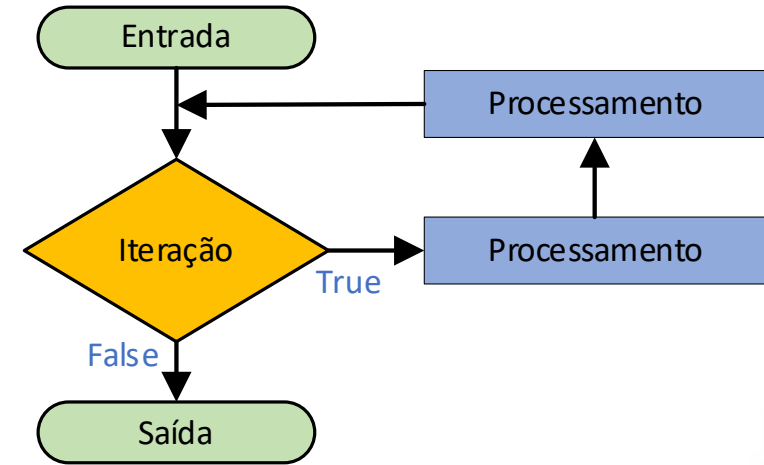 Entrada
Processamento
Iteração
Processamento
True
False
Saída